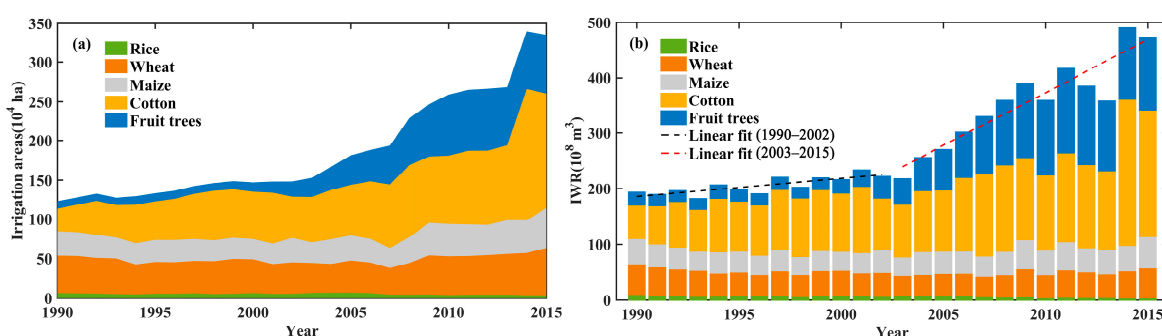 (a)
Rice
Wheat
Maize
Cotton
Fruit trees
Irrigation areas(10⁴ ha)
350
300
250
200
150
100
50
0
1990 1995 2000 2005 2010 2015
Year
(b)
Rice
Wheat
Maize
Cotton
Fruit trees
Linear fit (1990–2002)
Linear fit (2003–2015)
IWR(10⁸ m³)
500
400
300
200
100
0
1990 1995 2000 2005 2010 2015
Year